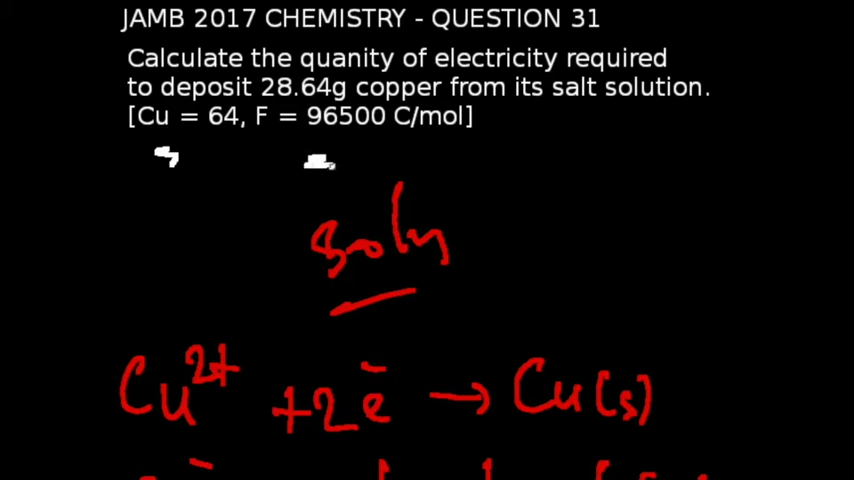 JAMB 2017 CHEMISTRY - QUESTION 31
Calculate the quanity of electricity required
to deposit 28.64g copper from its salt solution.
[Cu = 64, F = 96500 C/mol]
Soln
Cu²⁺ + 2e⁻ → Cu(s)